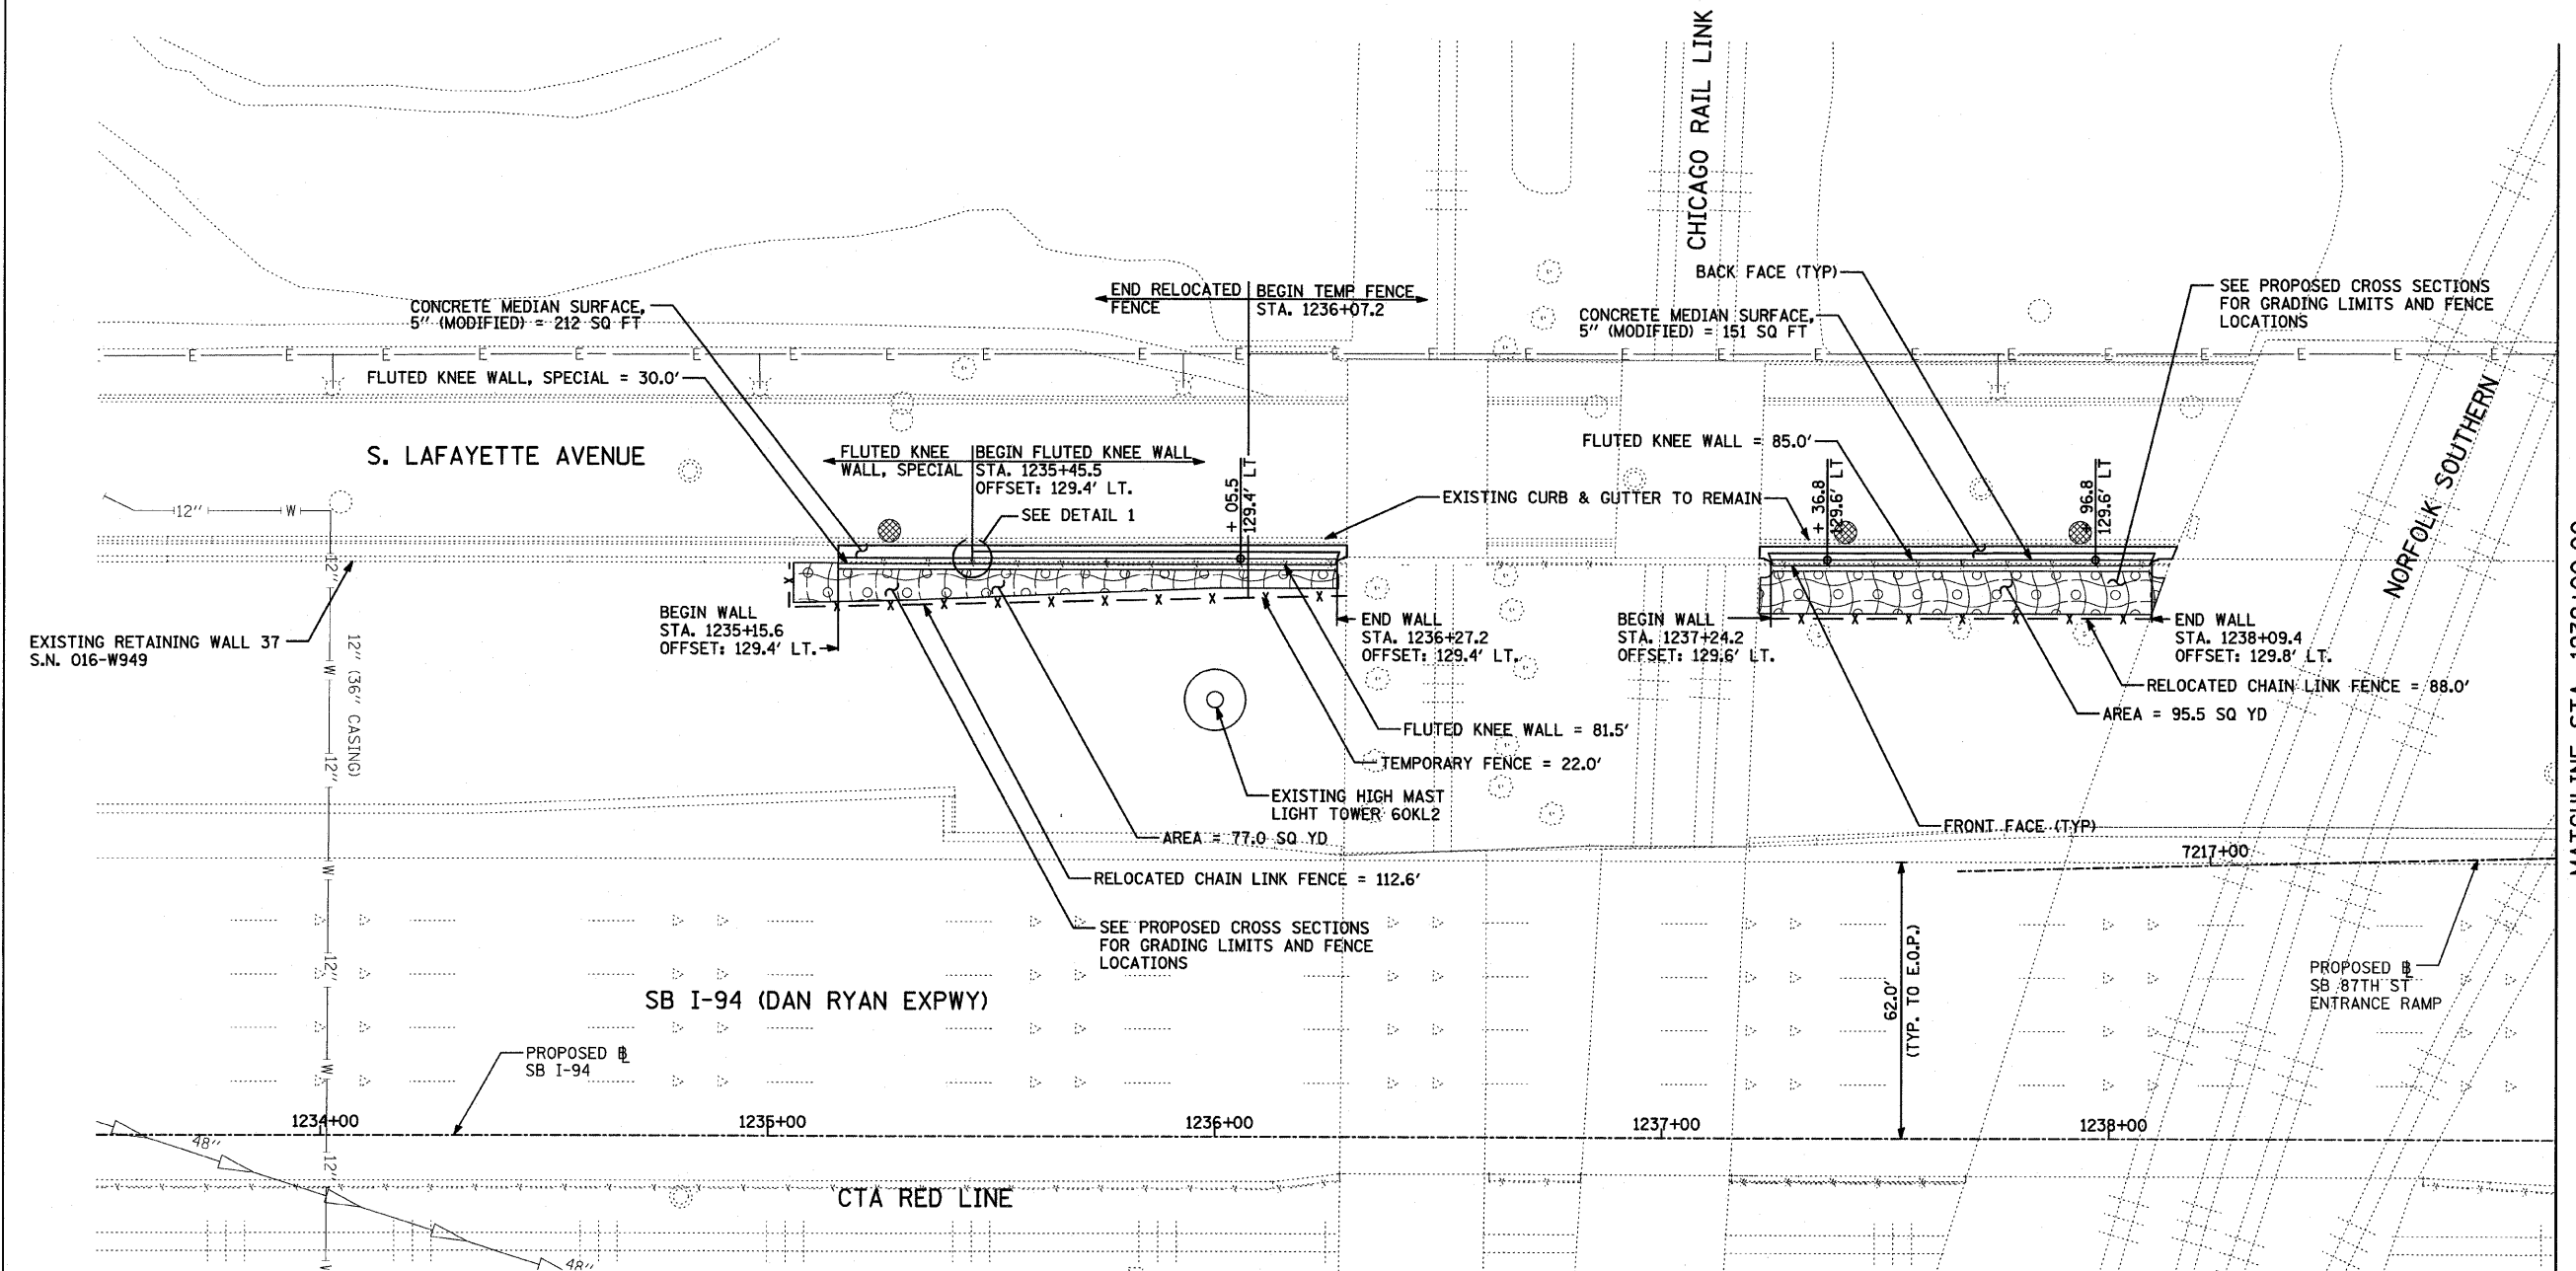 CHICAGO RAIL LINK
BACK FACE (TYP)
END RELOCATED
FENCE
BEGIN TEMP FENCE
STA. 1236+07.2
SEE PROPOSED CROSS SECTIONS
FOR GRADING LIMITS AND FENCE
LOCATIONS
CONCRETE MEDIAN SURFACE,
5" (MODIFIED) = 212 SQ FT
CONCRETE MEDIAN SURFACE,
5" (MODIFIED) = 151 SQ FT
E E E E E E E E E E E E E E E E E E E E E E E E
FLUTED KNEE WALL, SPECIAL = 30.0'
NORFOLK SOUTHERN
S. LAFAYETTE AVENUE
FLUTED KNEE
WALL, SPECIAL
BEGIN FLUTED KNEE WALL
STA. 1235+45.5
OFFSET: 129.4' LT.
FLUTED KNEE WALL = 85.0'
+ 05.5
129.4' LT
+ 36.8
129.6' LT
+ 96.8
129.6' LT
EXISTING CURB & GUTTER TO REMAIN
SEE DETAIL 1
12" W
12"
EXISTING RETAINING WALL 37
S.N. 016-W949
BEGIN WALL
STA. 1235+15.6
OFFSET: 129.4' LT.
END WALL
STA. 1236+27.2
OFFSET: 129.4' LT.
BEGIN WALL
STA. 1237+24.2
OFFSET: 129.6' LT.
END WALL
STA. 1238+09.4
OFFSET: 129.8' LT.
W
12" (36" CASING)
12"
RELOCATED CHAIN LINK FENCE = 88.0'
AREA = 95.5 SQ YD
FLUTED KNEE WALL = 81.5'
TEMPORARY FENCE = 22.0'
EXISTING HIGH MAST
LIGHT TOWER 60KL2
AREA = 77.0 SQ YD
FRONT FACE (TYP)
7217+00
W
RELOCATED CHAIN LINK FENCE = 112.6'
SEE PROPOSED CROSS SECTIONS
FOR GRADING LIMITS AND FENCE
LOCATIONS
12"
62.0'
(TYP. TO E.O.P.)
PROPOSED
SB 87TH ST
ENTRANCE RAMP
SB I-94 (DAN RYAN EXPWY)
PROPOSED
SB I-94
W
1234+00
1235+00
1236+00
1237+00
1238+00
48"
12"
CTA RED LINE
48"
W